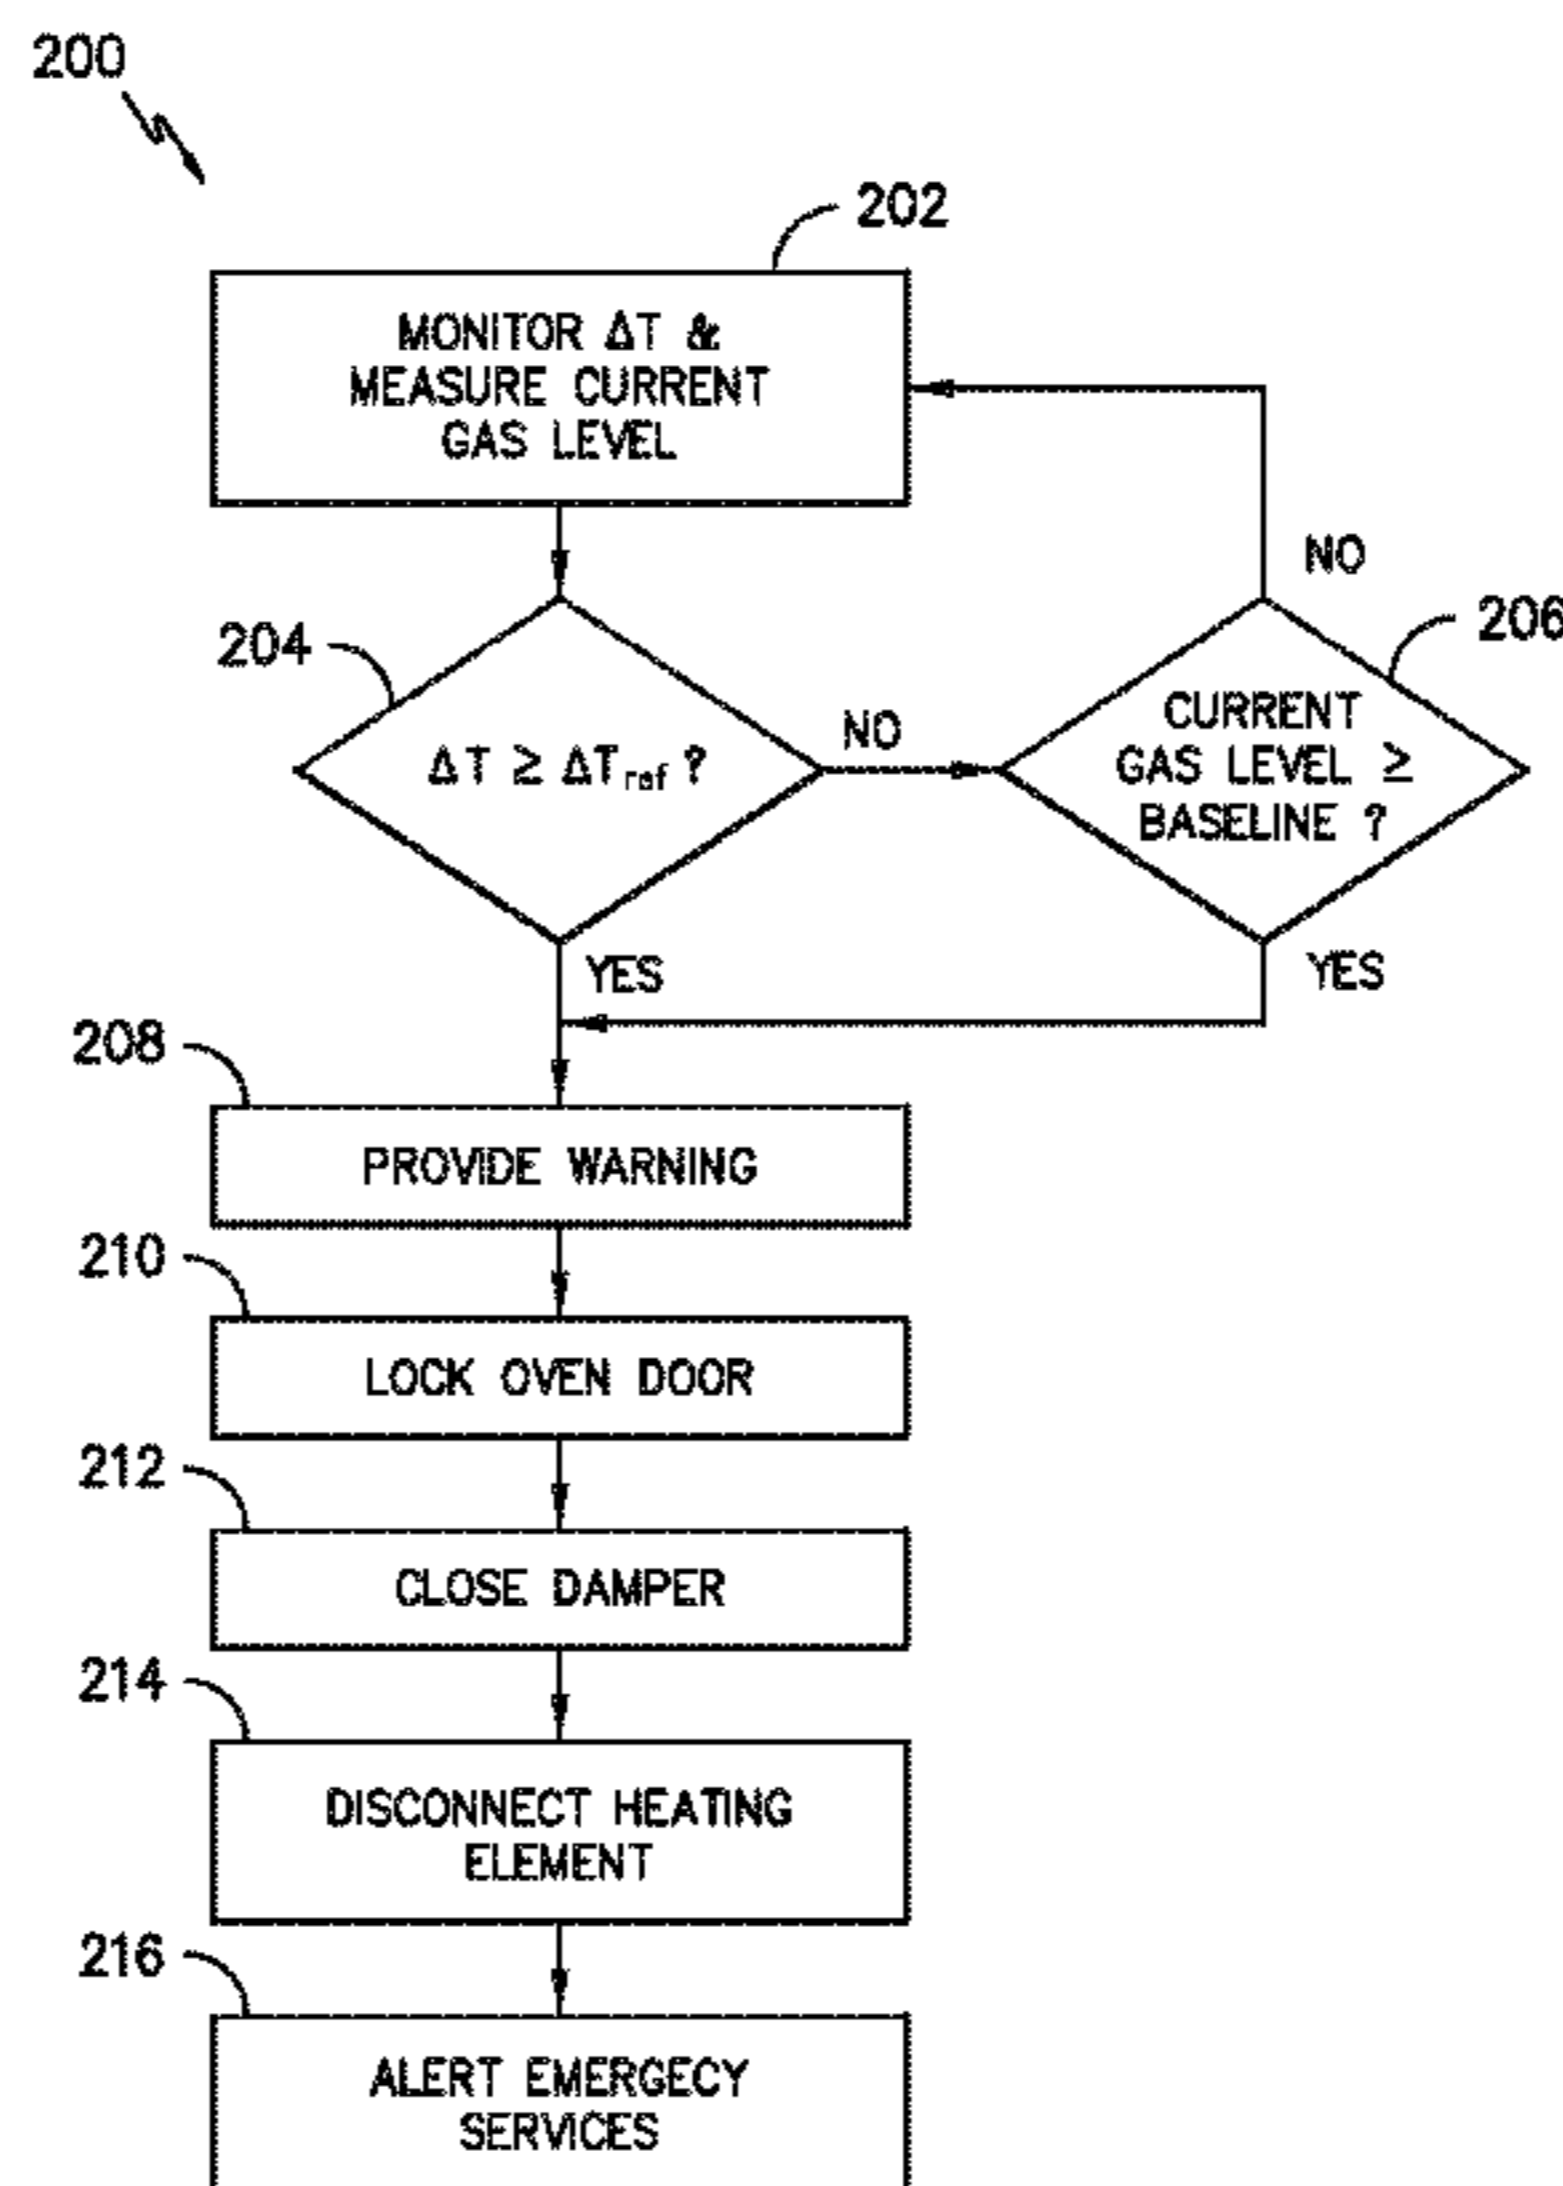 200
202
MONITOR ΔT &
MEASURE CURRENT
GAS LEVEL
NO
204
206
ΔT ≥ ΔTref ?
NO
CURRENT
GAS LEVEL ≥
BASELINE ?
YES
YES
208
PROVIDE WARNING
210
LOCK OVEN DOOR
212
CLOSE DAMPER
214
DISCONNECT HEATING
ELEMENT
216
ALERT EMERGECY
SERVICES